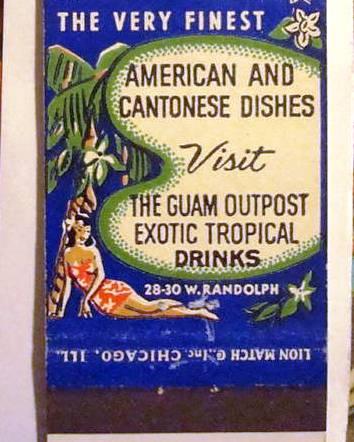 THE VERY FINEST
AMERICAN AND
CANTONESE DISHES
Visit
THE GUAM OUTPOST
EXOTIC TROPICAL
DRINKS
28-30 W. RANDOLPH
LION MATCH G., Inc. CHICAGO, ILL.